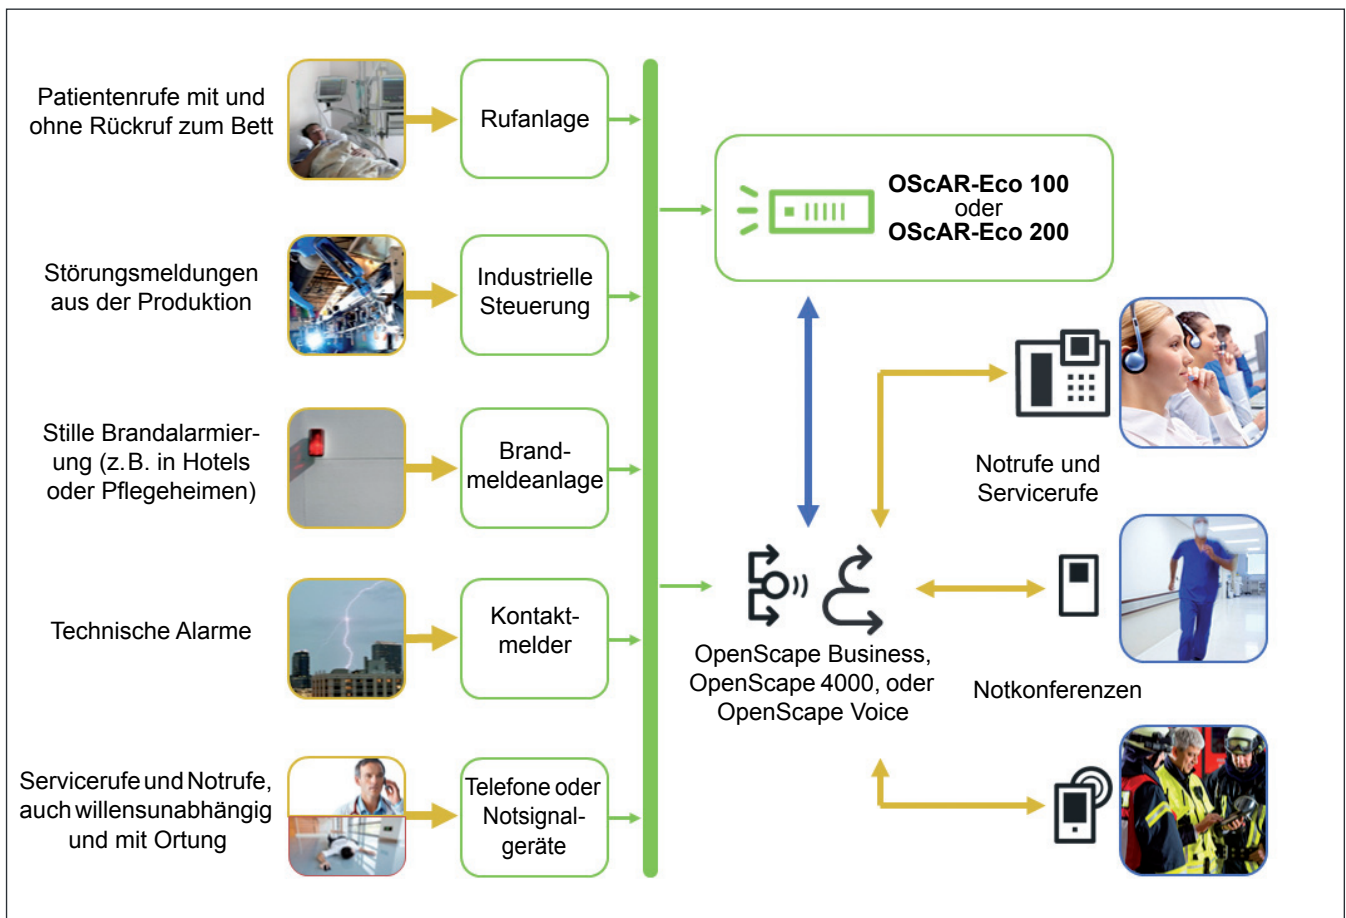 Patientenrufe mit und
ohne Rückruf zum Bett
Rufanlage
OScAR-Eco 100
oder
OScAR-Eco 200
Störungsmeldungen
aus der Produktion
Industrielle
Steuerung
Stille Brandalarmier-
ung (z.B. in Hotels
oder Pflegeheimen)
Brand-
meldeanlage
Notrufe und
Servicerufe
Technische Alarme
Kontakt-
melder
OpenScape Business,
OpenScape 4000, oder
OpenScape Voice
Notkonferenzen
Servicerufe und Notrufe,
auch willensunabhängig
und mit Ortung
Telefone oder
Notsignal-
geräte